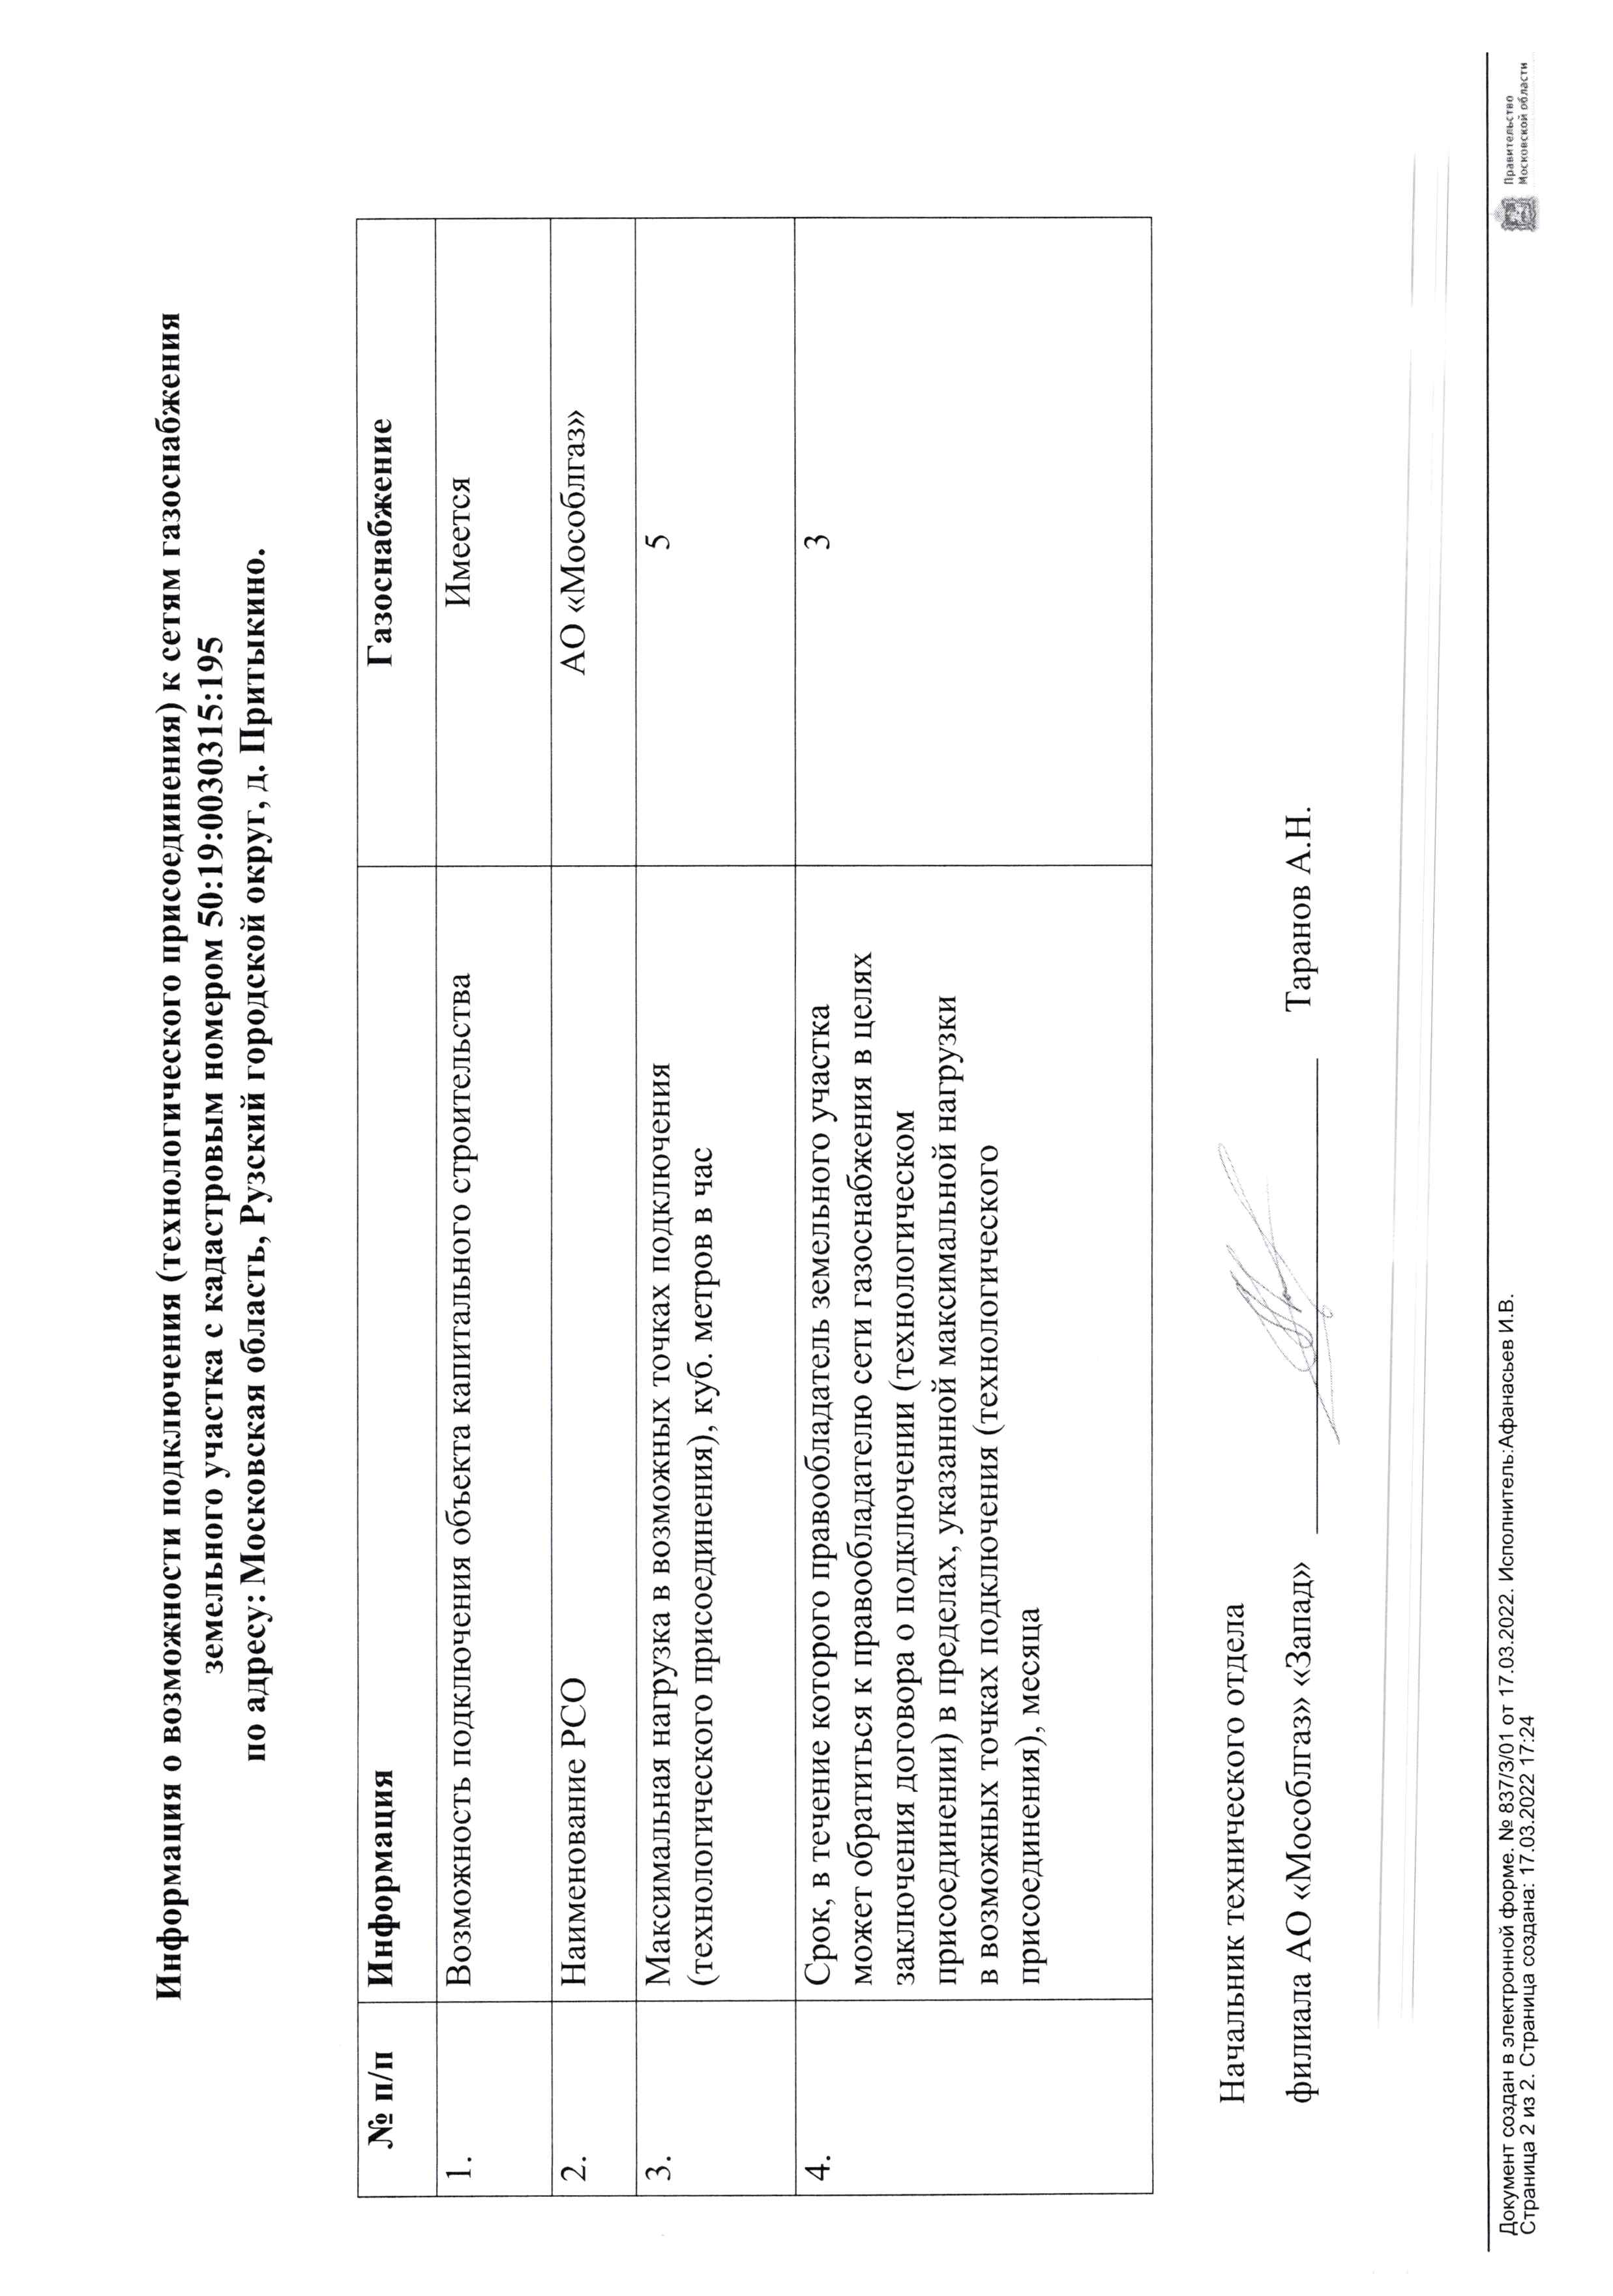 Информация о возможности подключения (технологического присоединения) к сетям газоснабжения
земельного участка с кадастровым номером 50:19:0030315:195
по адресу: Московская область, Рузский городской округ, д. Притыкино.
№ п/п Информация Газоснабжение
1. Возможность подключения объекта капитального строительства Имеется
2. Наименование РСО АО «Мособлгаз»
3. Максимальная нагрузка в возможных точках подключения 5
(технологического присоединения), куб. метров в час
4. Срок, в течение которого правообладатель земельного участка 3
может обратиться к правообладателю сети газоснабжения в целях
заключения договора о подключении (технологическом
присоединении) в пределах, указанной максимальной нагрузки
в возможных точках подключения (технологического
присоединения), месяца
Начальник технического отдела
филиала АО «Мособлгаз» «Запад» Таранов А.Н.
Документ создан в электронной форме. № 837/3/01 от 17.03.2022. Исполнитель:Афанасьев И.В.
Страница 2 из 2. Страница создана: 17.03.2022 17:24
Правительство
Московской области